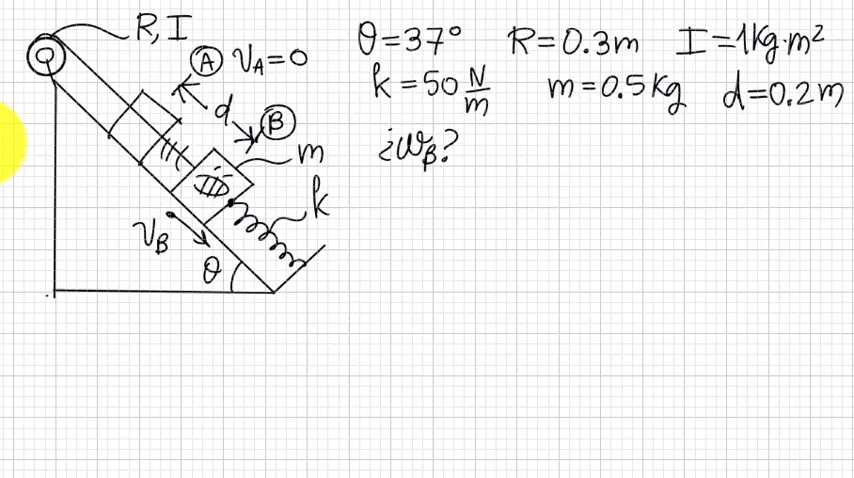 R, I
θ=37° R=0.3m I=1Kg·m²
Ⓐ V_A=0
k=50 N/m m=0.5Kg d=0.2m
d
Ⓑ
¿ω_B?
m
k
V_B
θ